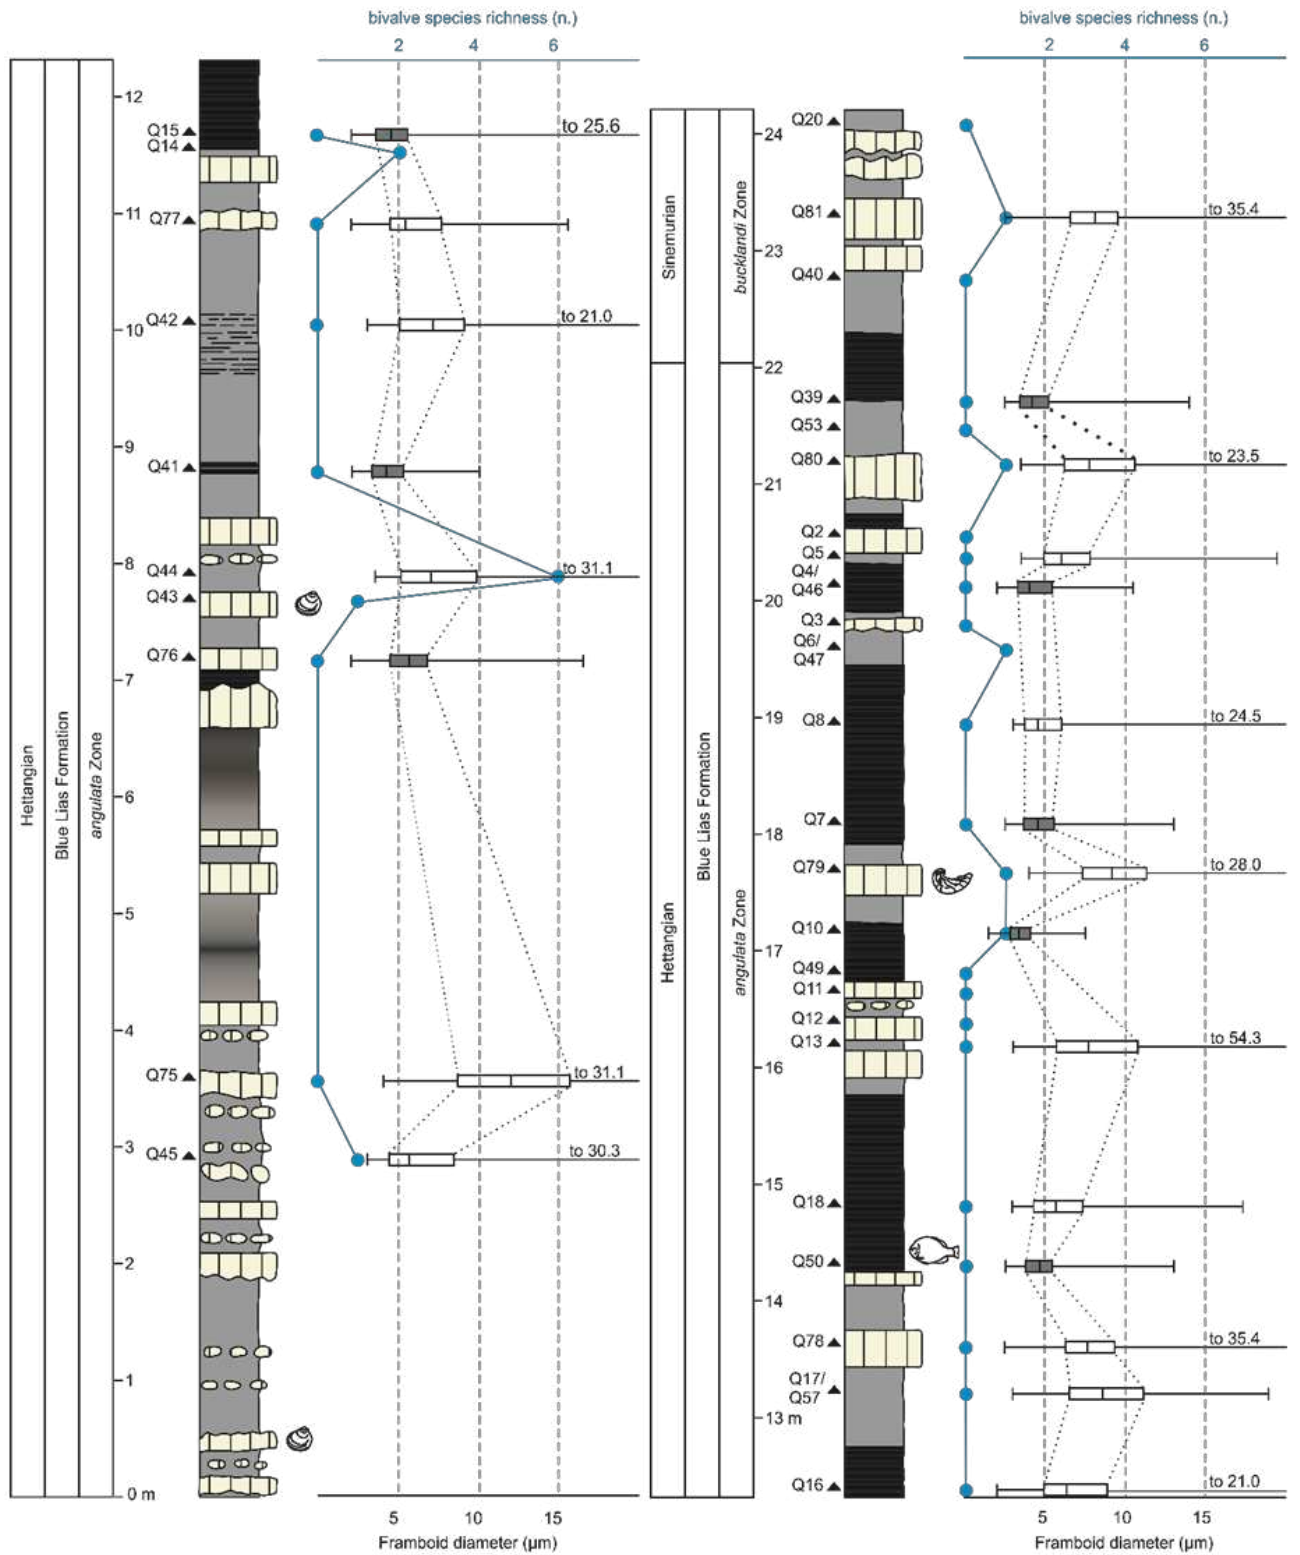 bivalve species richness (n.)
2 4 6
12
11
10
9
8
7
6
5
4
3
2
1
0 m
Hettangian
Blue Lias Formation
angulata Zone
Q15
Q14
Q77
Q42
Q41
Q44
Q43
Q76
Q75
Q45
to 25.6
to 21.0
to 31.1
to 31.1
to 30.3
5 10 15
Framboid diameter (µm)
bivalve species richness (n.)
2 4 6
Sinemurian
bucklandi Zone
Hettangian
Blue Lias Formation
angulata Zone
24
23
22
21
20
19
18
17
16
15
14
13 m
Q20
Q81
Q40
Q39
Q53
Q80
Q2
Q5
Q4/
Q46
Q3
Q6/
Q47
Q8
Q7
Q79
Q10
Q49
Q11
Q12
Q13
Q18
Q50
Q78
Q17/
Q57
Q16
to 35.4
to 23.5
to 24.5
to 28.0
to 54.3
to 35.4
to 21.0
5 10 15
Framboid diameter (µm)